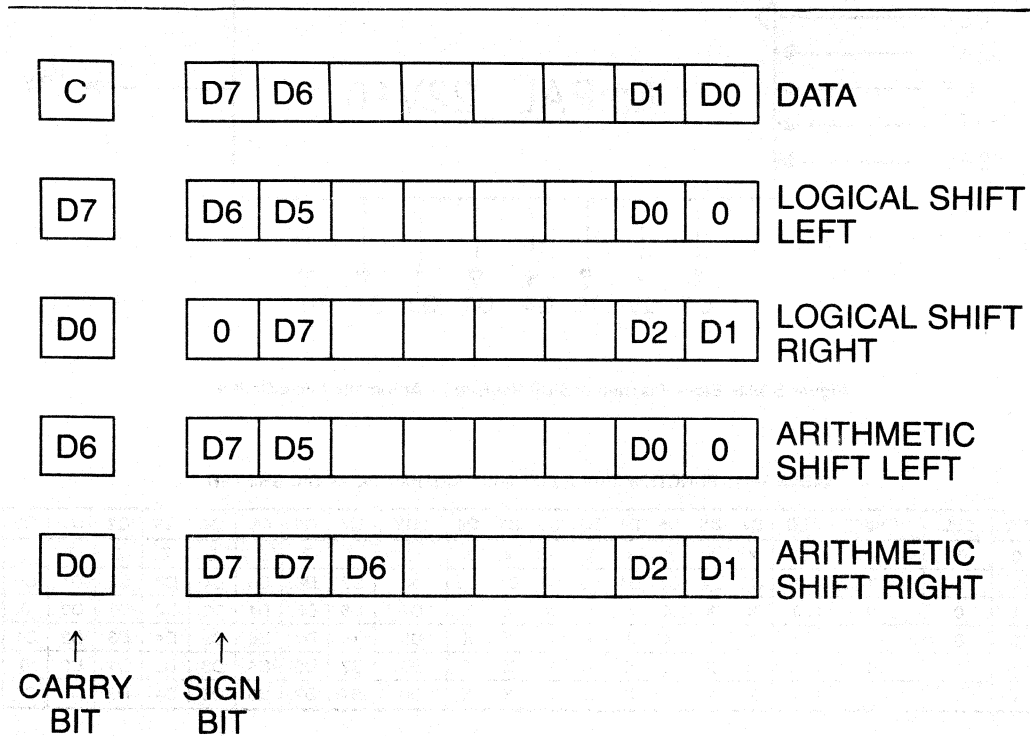 C D7 D6 D1 D0 DATA
D7 D6 D5 D0 0 LOGICAL SHIFT
LEFT
D0 0 D7 D2 D1 LOGICAL SHIFT
RIGHT
D6 D7 D5 D0 0 ARITHMETIC
SHIFT LEFT
D0 D7 D7 D6 D2 D1 ARITHMETIC
SHIFT RIGHT
↑ ↑
CARRY SIGN
BIT BIT